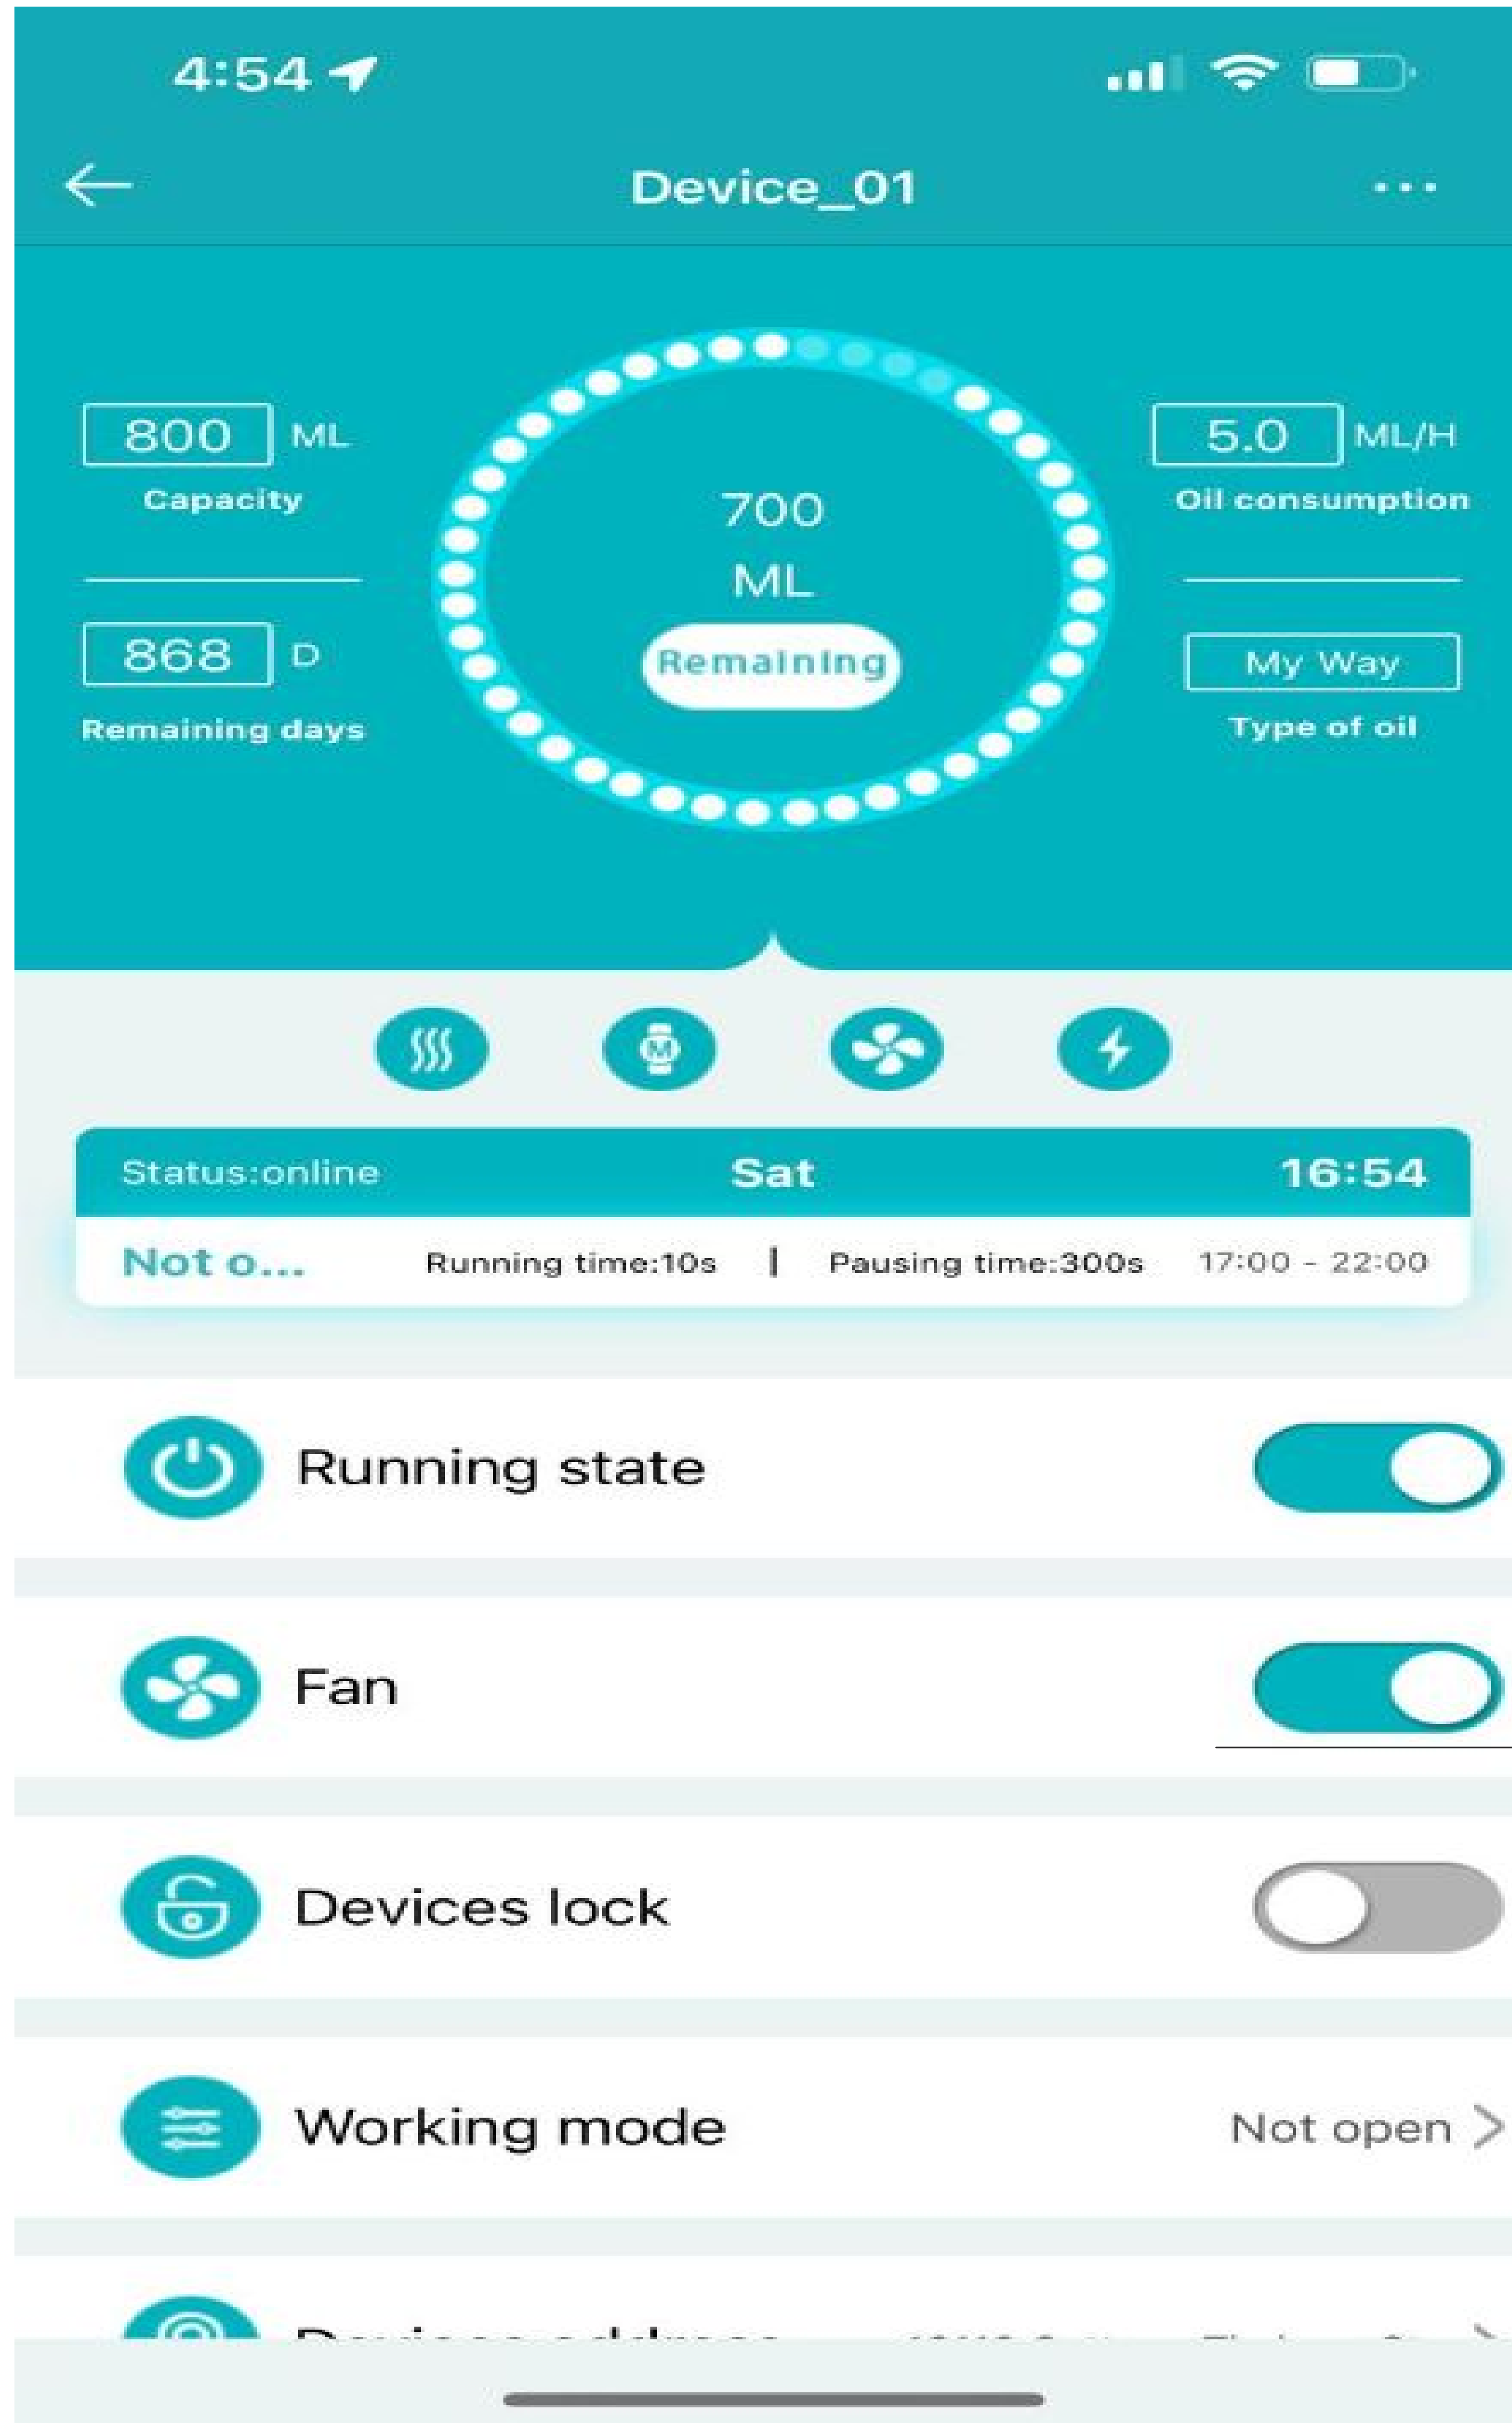 4:54
Device_01
800 ML
Capacity
868 D
Remaining days
700
ML
Remaining
5.0 ML/H
Oil consumption
My Way
Type of oil
M
Status:online Sat 16:54
Not o... Running time:10s | Pausing time:300s 17:00 - 22:00
Running state
Fan
Devices lock
Working mode Not open
Devices address